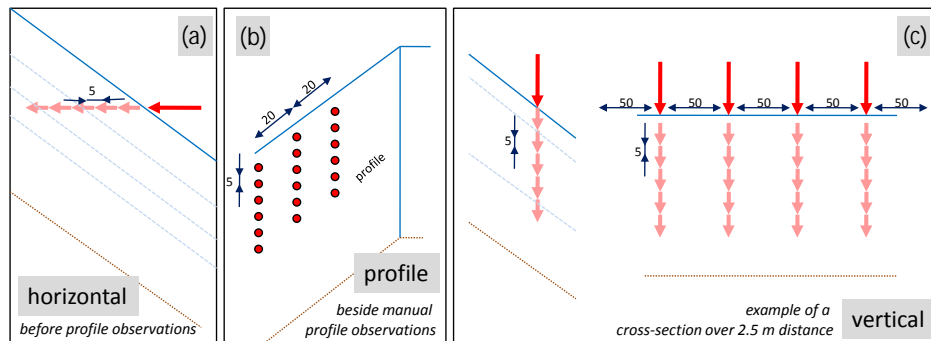 (a)
5
horizontal
before profile observations
(b)
20
20
5
profile
profile
beside manual
profile observations
(c)
50
50
50
50
50
5
5
example of a
cross-section over 2.5 m distance
vertical